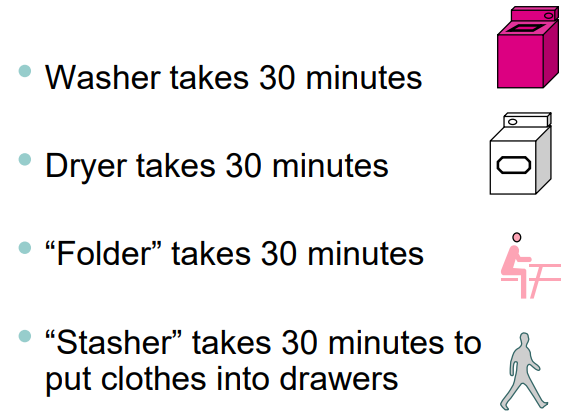 • Washer takes 30 minutes
• Dryer takes 30 minutes
• “Folder” takes 30 minutes
• “Stasher” takes 30 minutes to
put clothes into drawers